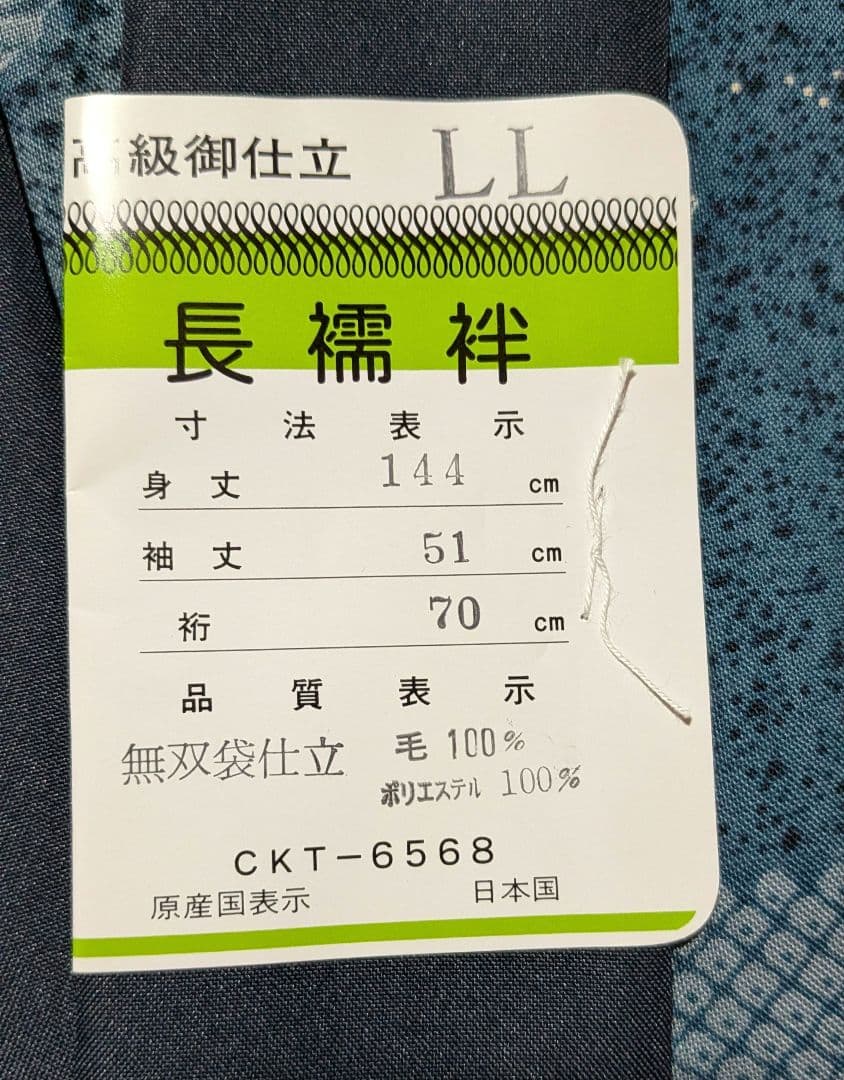 高級御仕立 LL
長襦袢
寸法表示
身丈 144 cm
袖丈 51 cm
裄 70 cm
品質表示
無双袋仕立 毛 100%
ポリエステル 100%
CKT-6568
原産国表示 日本国